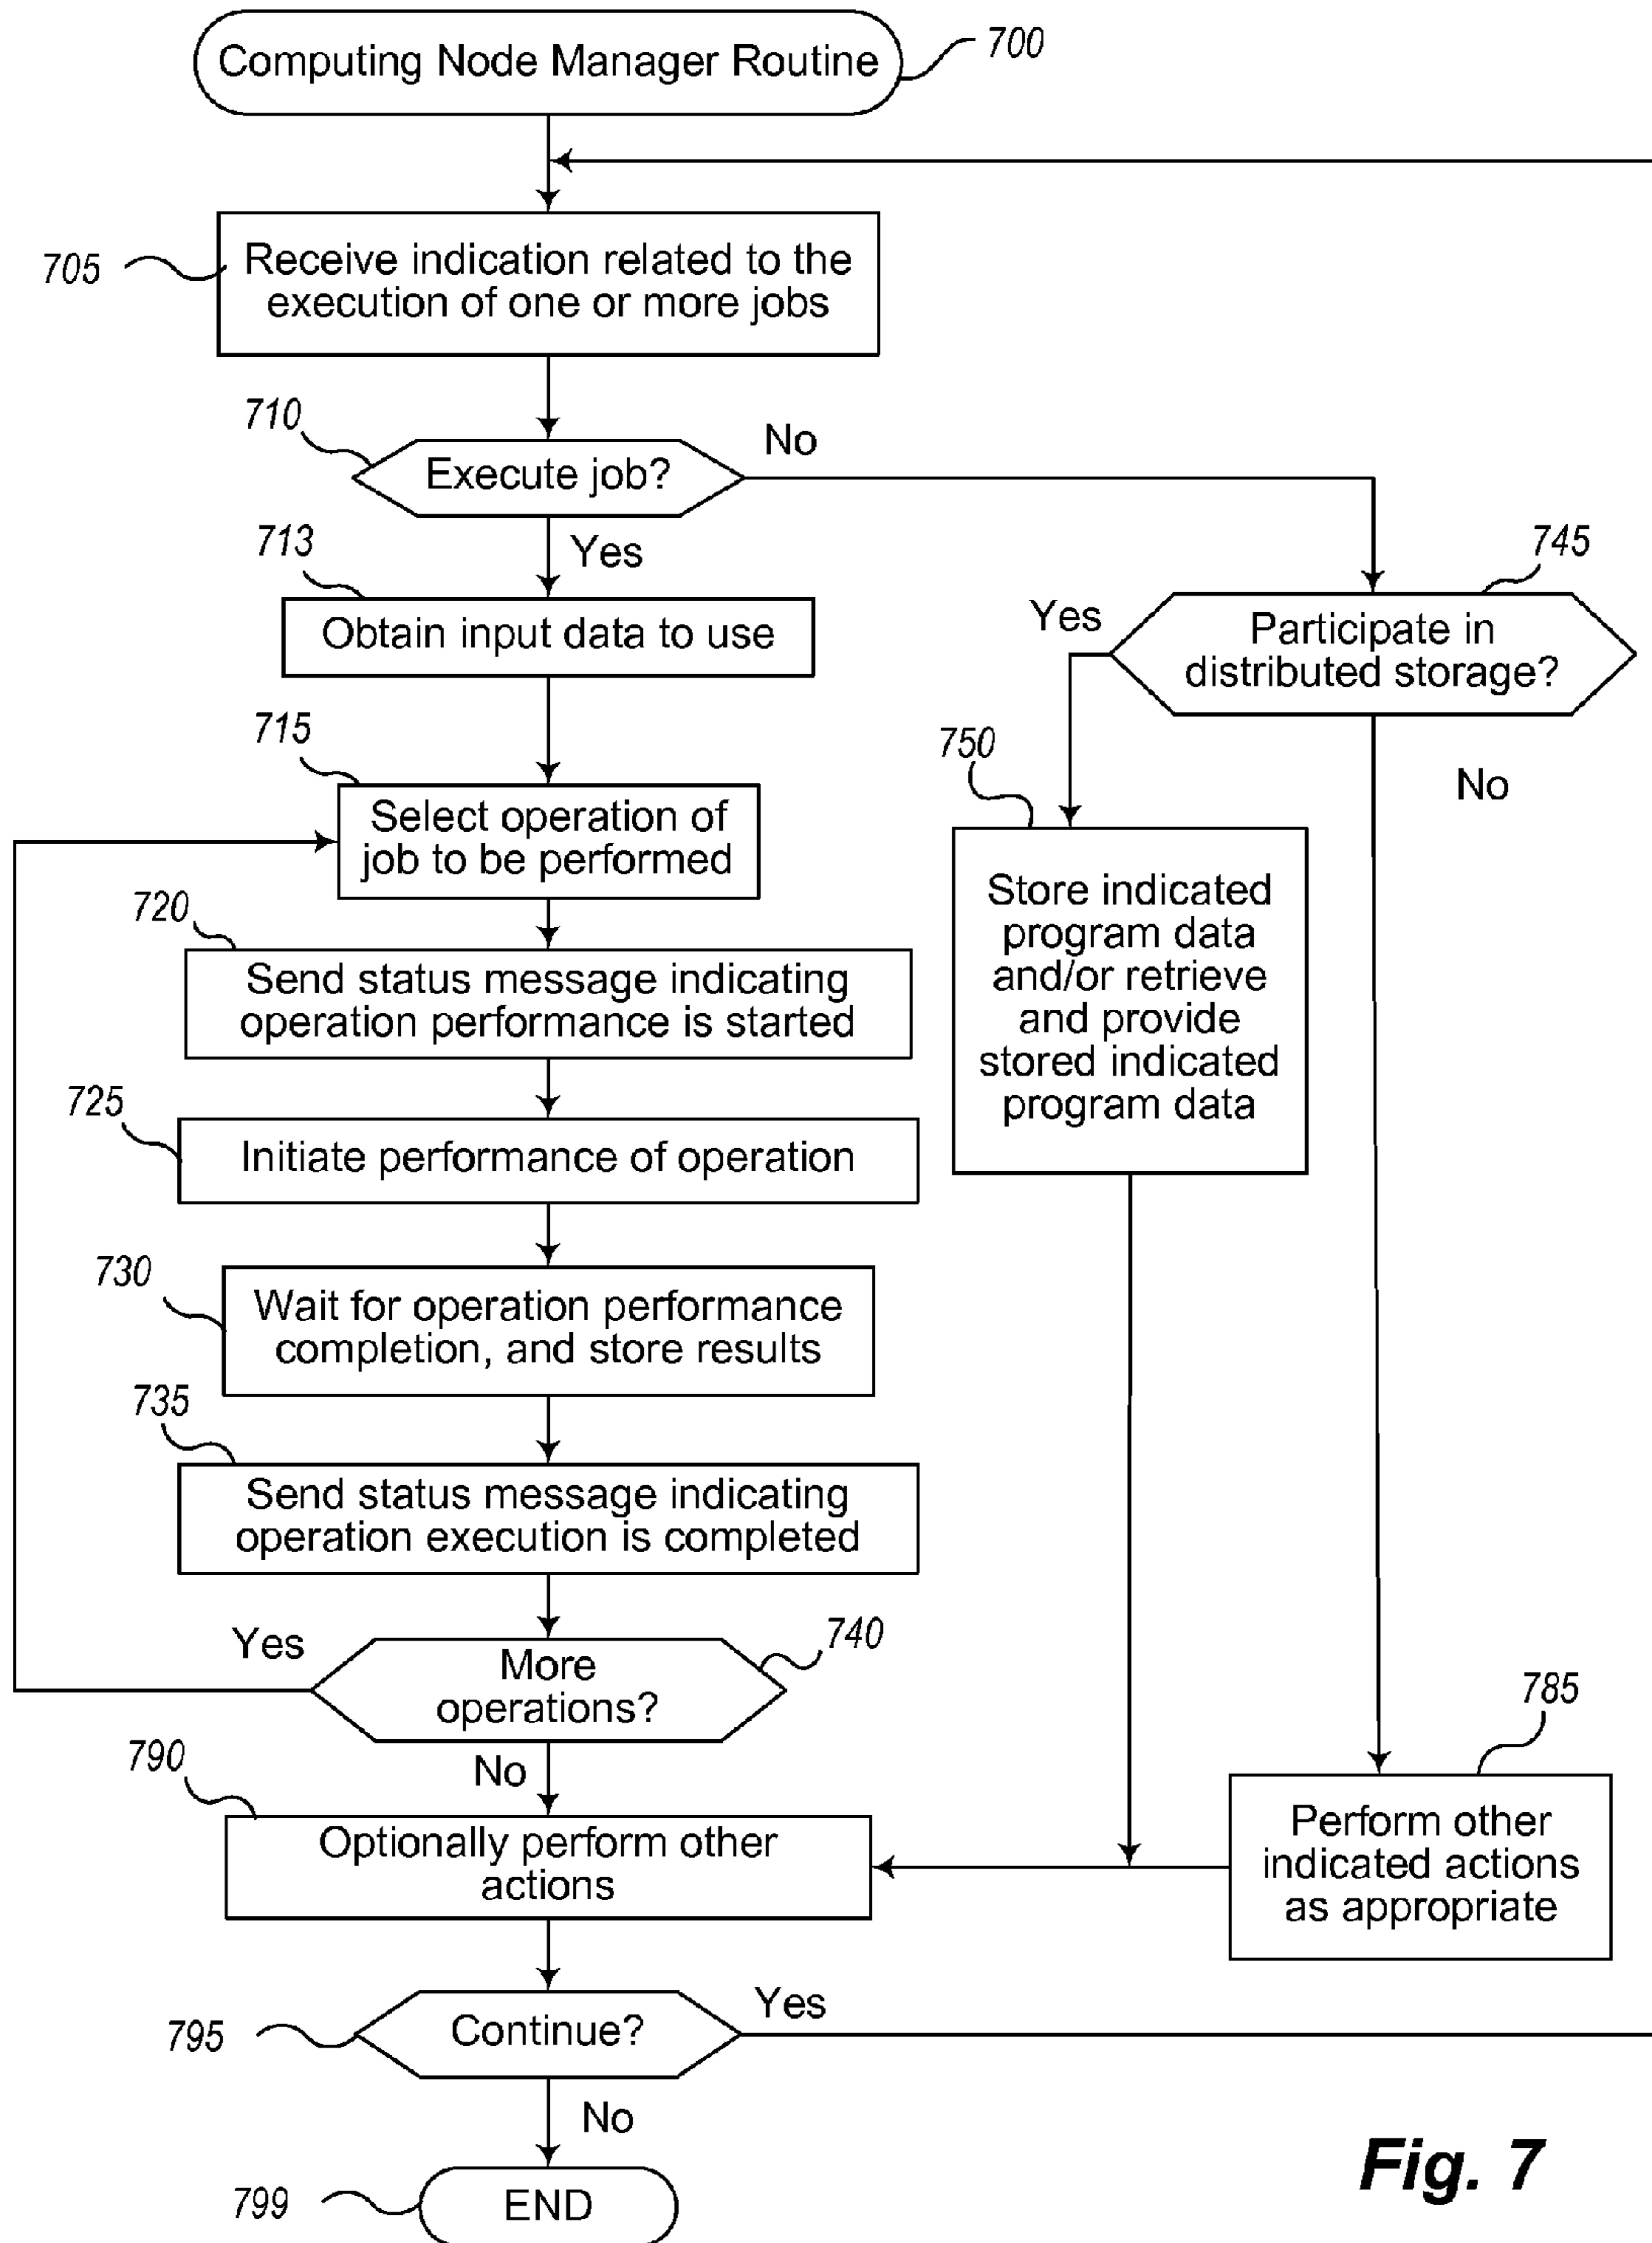 Computing Node Manager Routine
700
705
Receive indication related to the
execution of one or more jobs
710
Execute job?
No
Yes
713
Obtain input data to use
745
Participate in
distributed storage?
Yes
No
715
Select operation of
job to be performed
750
Store indicated
program data
and/or retrieve
and provide
stored indicated
program data
720
Send status message indicating
operation performance is started
725
Initiate performance of operation
730
Wait for operation performance
completion, and store results
735
Send status message indicating
operation execution is completed
740
More
operations?
Yes
No
785
Perform other
indicated actions
as appropriate
790
Optionally perform other
actions
795
Continue?
Yes
No
799
END
Fig. 7